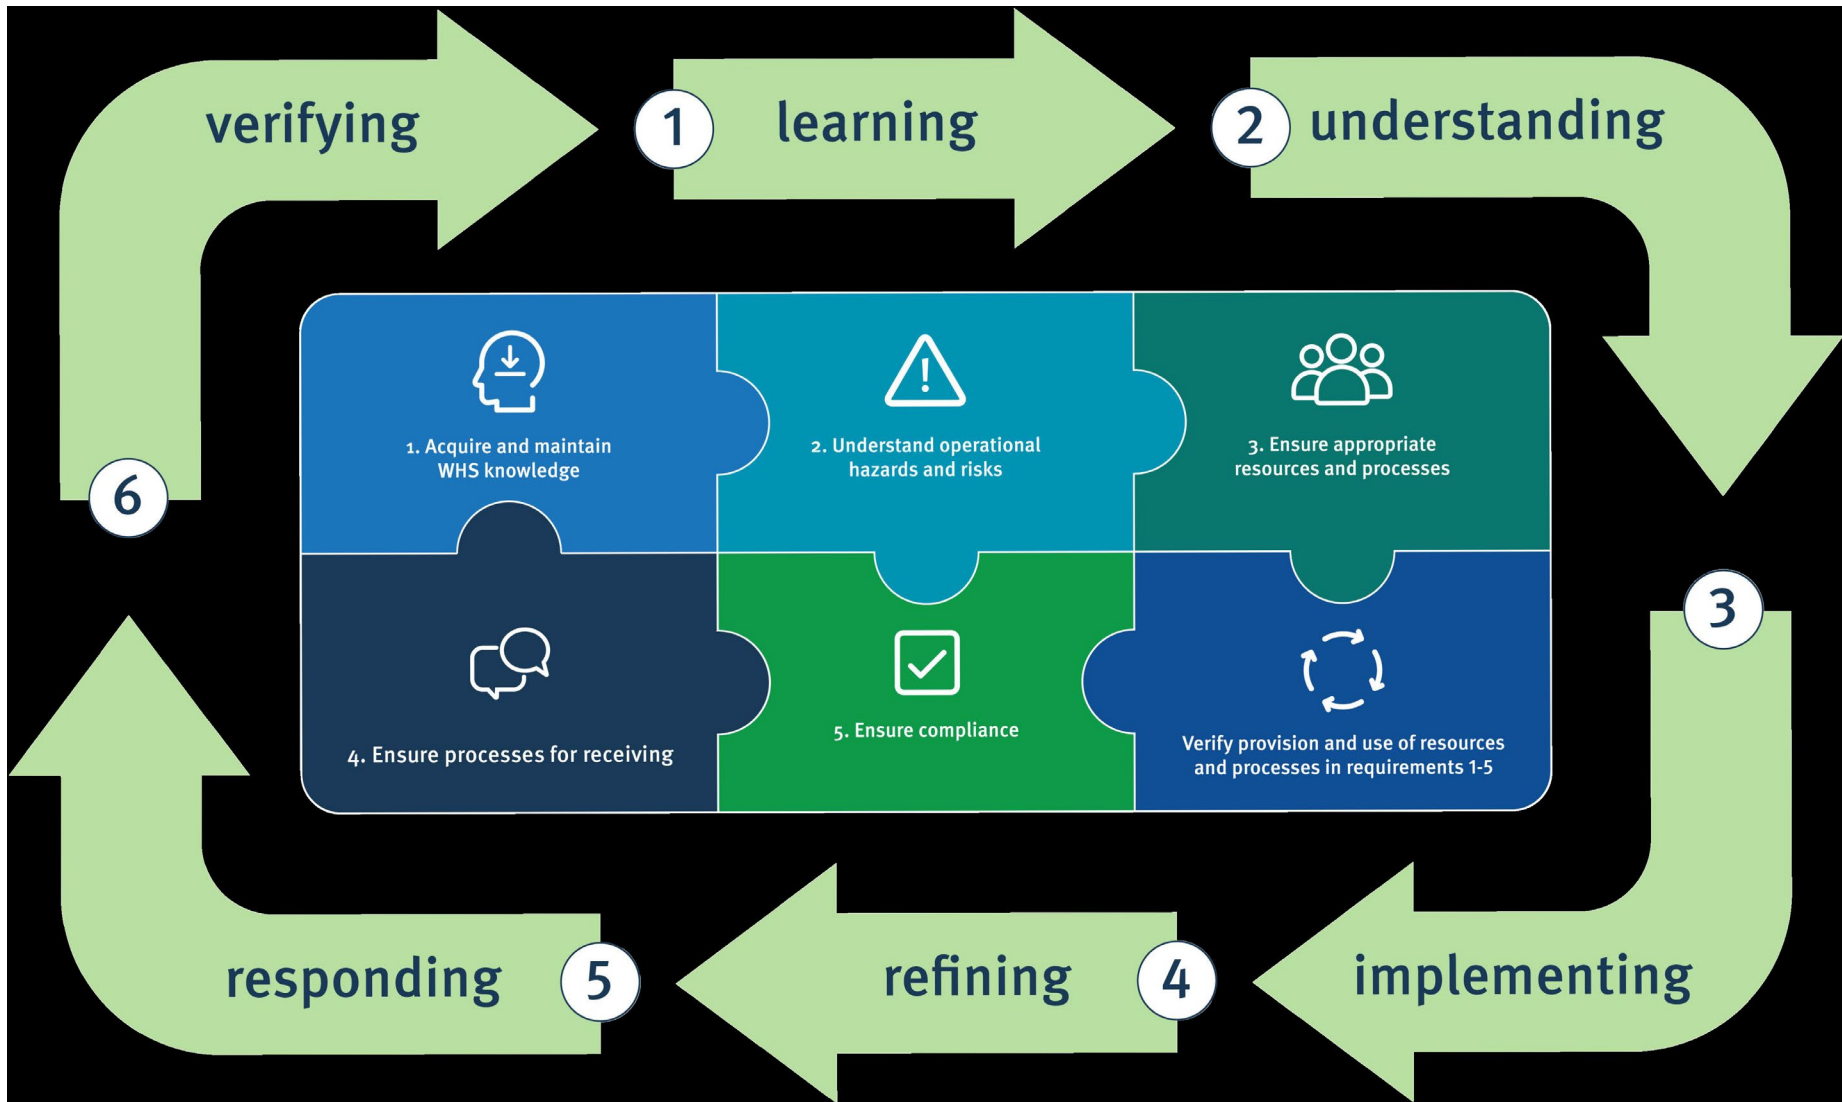 verifying
1
learning
2
understanding
1. Acquire and maintain
WHS knowledge
2. Understand operational
hazards and risks
3. Ensure appropriate
resources and processes
6
3
4. Ensure processes for receiving
5. Ensure compliance
Verify provision and use of resources
and processes in requirements 1-5
responding
5
refining
4
implementing